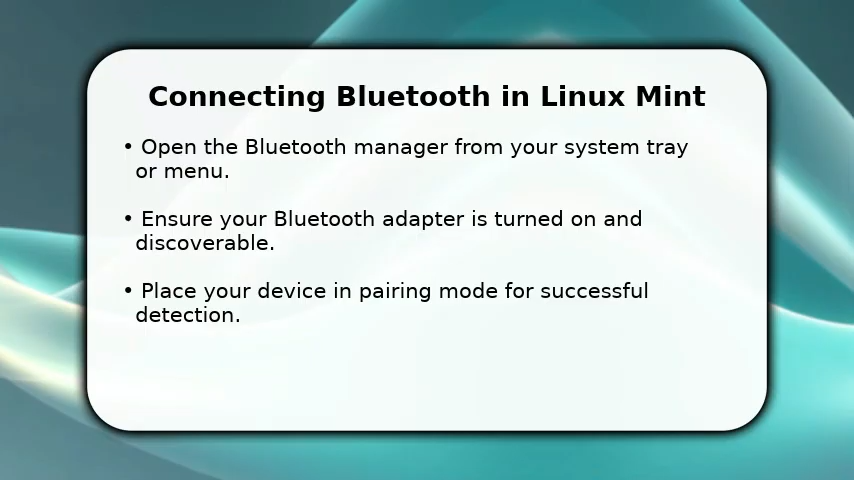 Connecting Bluetooth in Linux Mint
• Open the Bluetooth manager from your system tray
or menu.
• Ensure your Bluetooth adapter is turned on and
discoverable.
• Place your device in pairing mode for successful
detection.